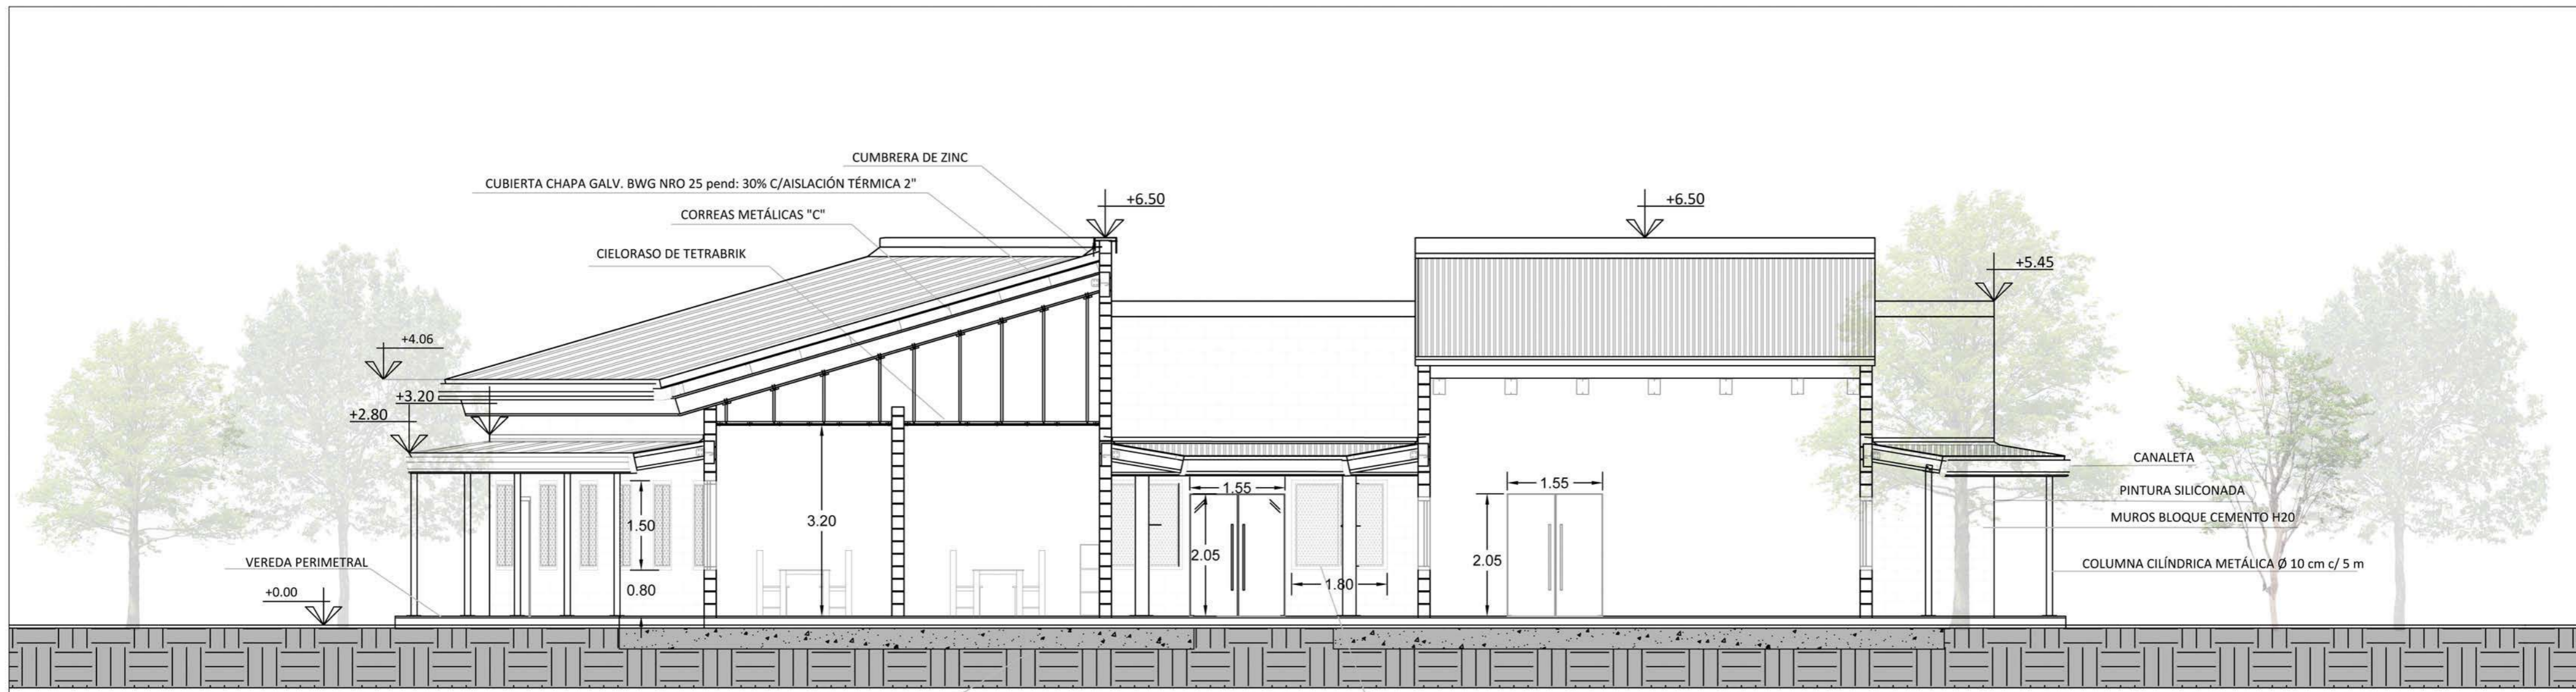 CUMBRERA DE ZINC
CUBIERTA CHAPA GALV. BWG NRO 25 pend: 30% C/AISLACIÓN TÉRMICA 2"
CORREAS METÁLICAS "C"
CIELORASO DE TETRABRIK
+6.50
+6.50
+5.45
+4.06
+3.20
+2.80
CANALETA
PINTURA SILICONADA
MUROS BLOQUE CEMENTO H20
COLUMNA CILÍNDRICA METÁLICA Ø 10 cm c/ 5 m
1.55
1.55
1.50
3.20
2.05
2.05
1.80
0.80
VEREDA PERIMETRAL
+0.00